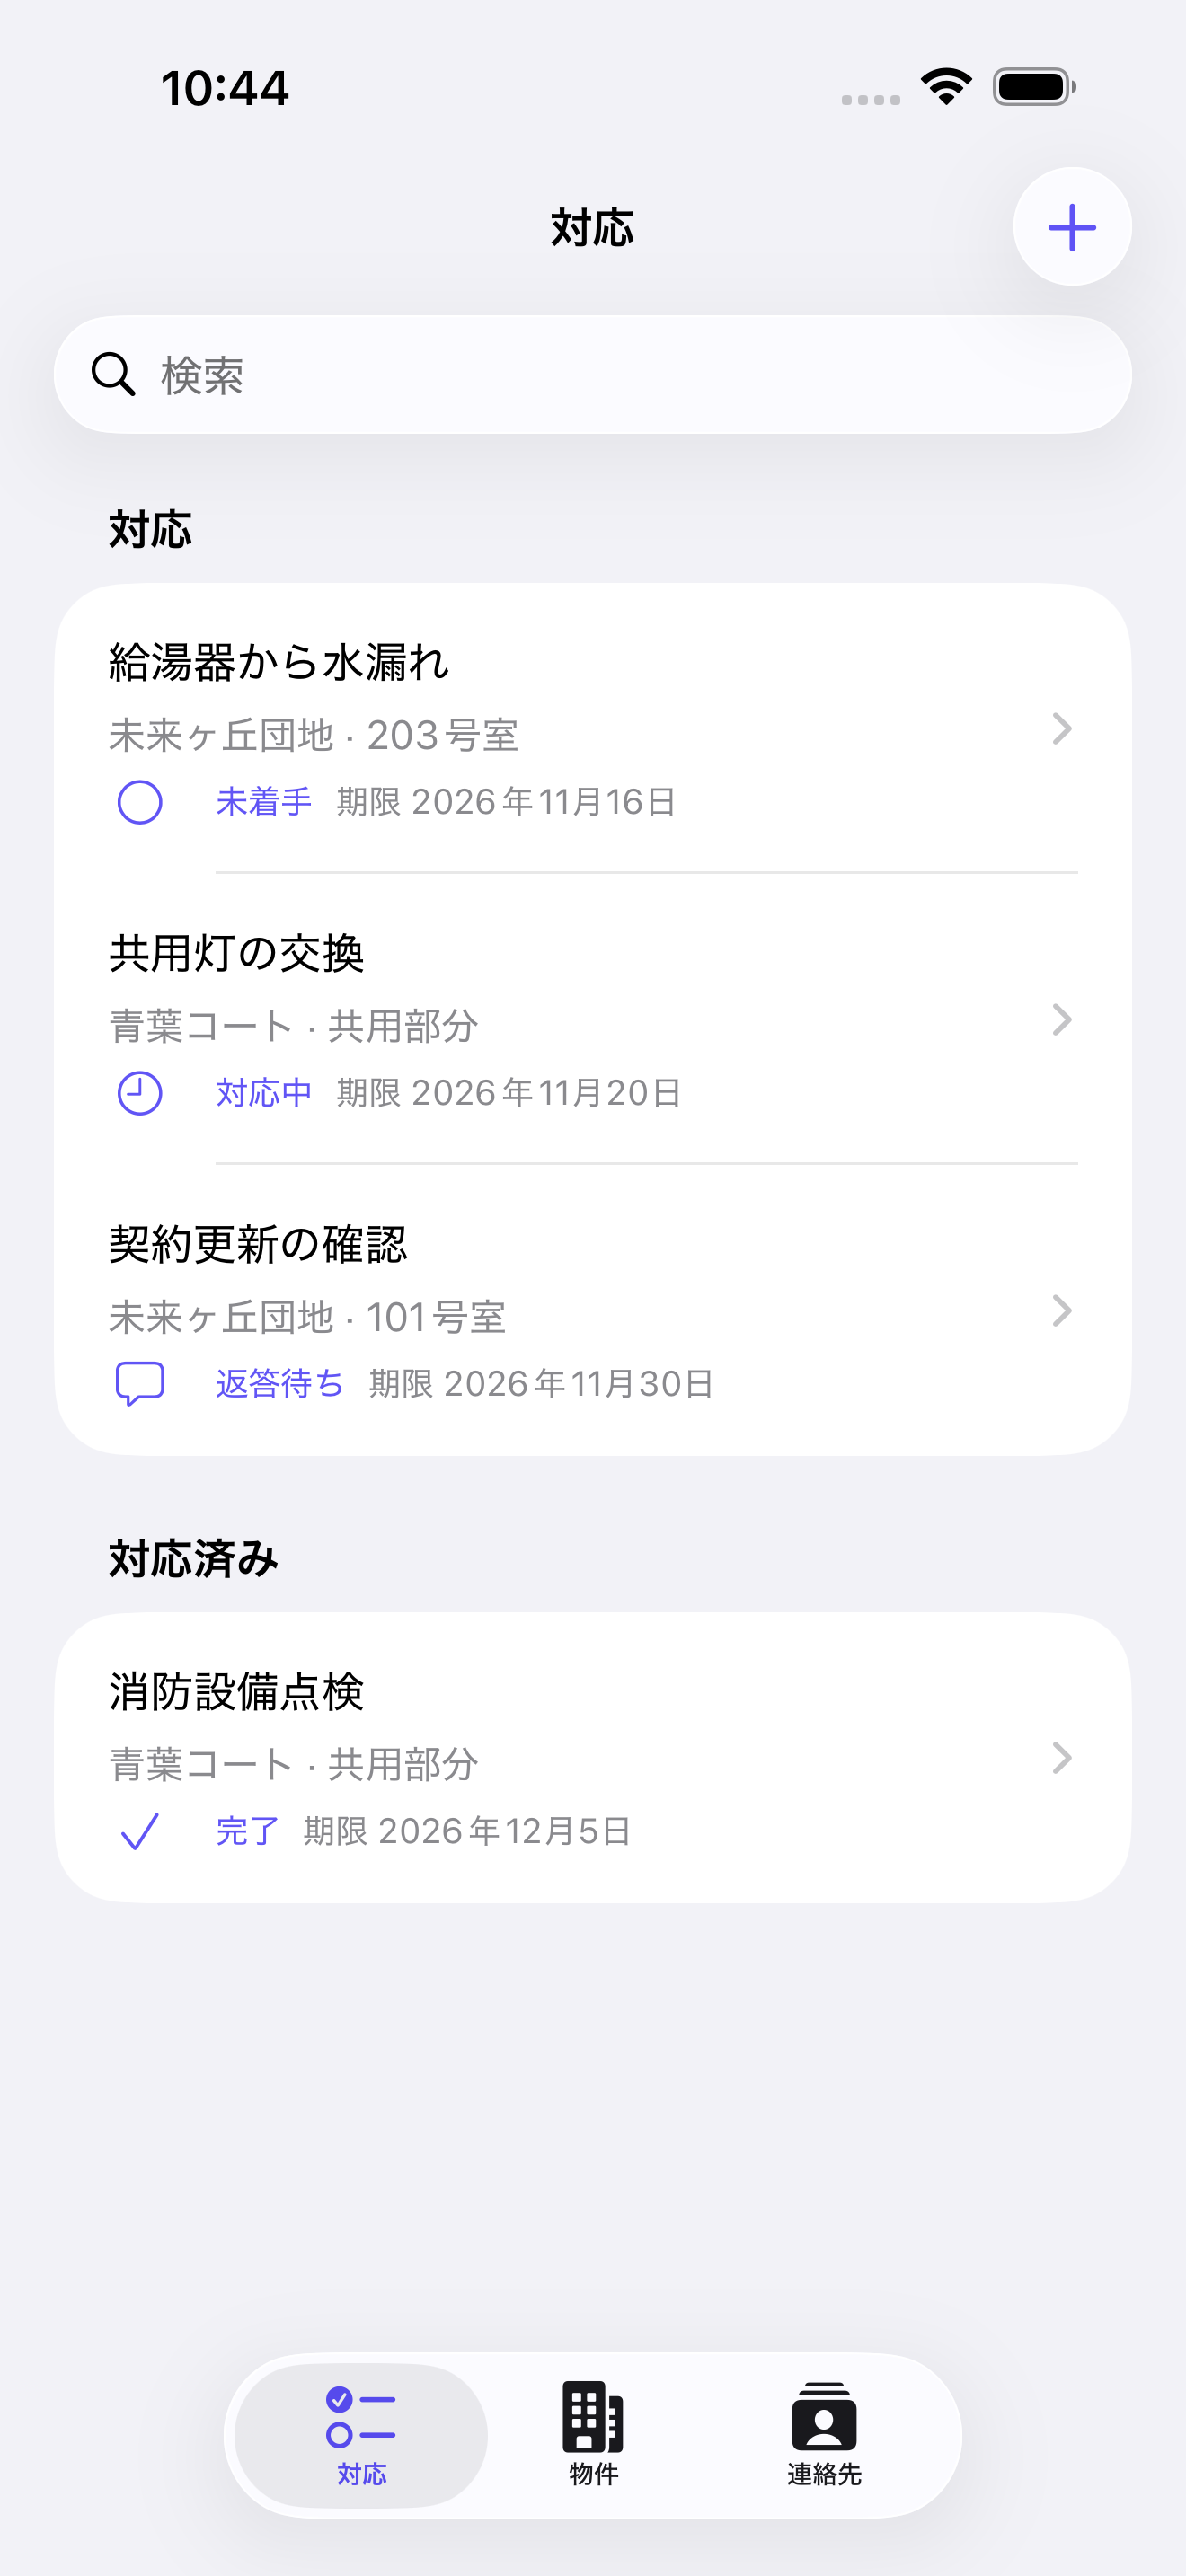 10:44
対応
検索
対応
給湯器から水漏れ
未来ヶ丘団地 · 203号室
未着手 期限 2026年11月16日
共用灯の交換
青葉コート · 共用部分
対応中 期限 2026年11月20日
契約更新の確認
未来ヶ丘団地 · 101号室
返答待ち 期限 2026年11月30日
対応済み
消防設備点検
青葉コート · 共用部分
完了 期限 2026年12月5日
対応 物件 連絡先